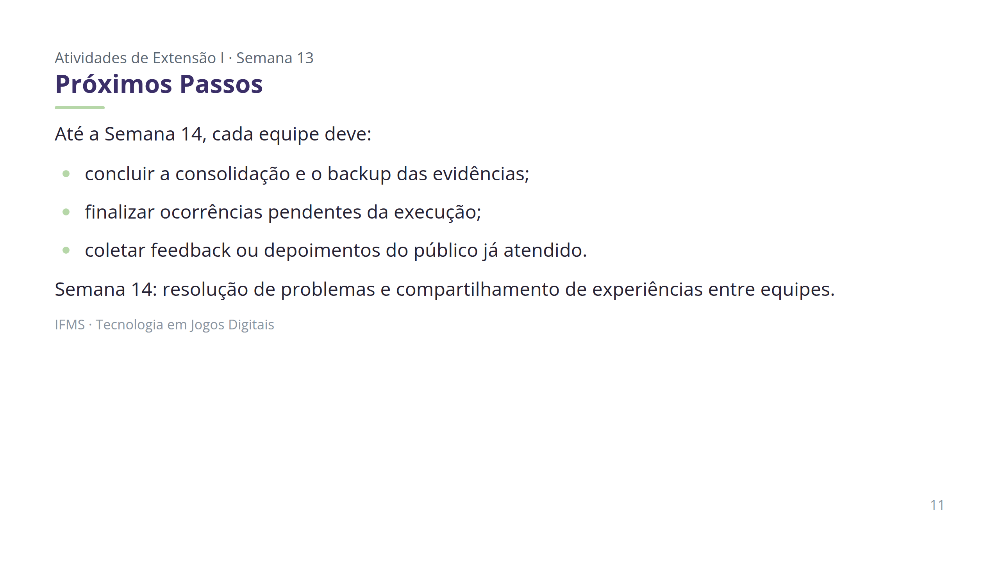 Atividades de Extensão I · Semana 13
Próximos Passos
Até a Semana 14, cada equipe deve:
concluir a consolidação e o backup das evidências;
finalizar ocorrências pendentes da execução;
coletar feedback ou depoimentos do público já atendido.
Semana 14: resolução de problemas e compartilhamento de experiências entre equipes.
IFMS · Tecnologia em Jogos Digitais
11